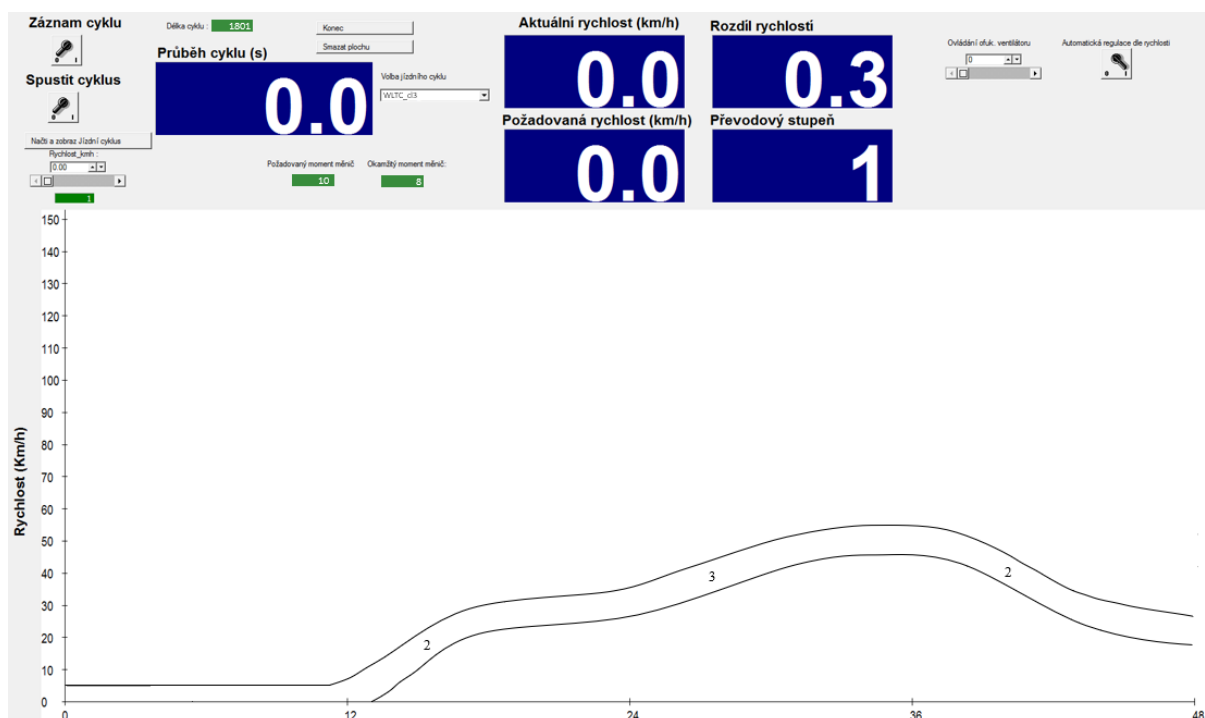 Záznam cyklu
0 I
Spustit cyklus
0 I
Načti a zobraz Jízdní cyklus
Rychlost_kmh :
0.00
1
Délka cyklu :
1801
Průběh cyklu (s)
0.0
Konec
Smazat plochu
Volba jízdního cyklu
WLTC_cl3
Požadovaný moment měnič
10
Okamžitý moment měnič:
8
Aktuální rychlost (km/h)
0.0
Požadovaná rychlost (km/h)
0.0
Rozdíl rychlostí
0.3
Převodový stupeň
1
Ovládání ofuk. ventilátoru
0
Automatická regulace dle rychlosti
0 I
Rychlost (Km/h)
150
140
130
120
110
100
90
80
70
60
50
40
30
20
10
0
2
3
2
0
12
24
36
48